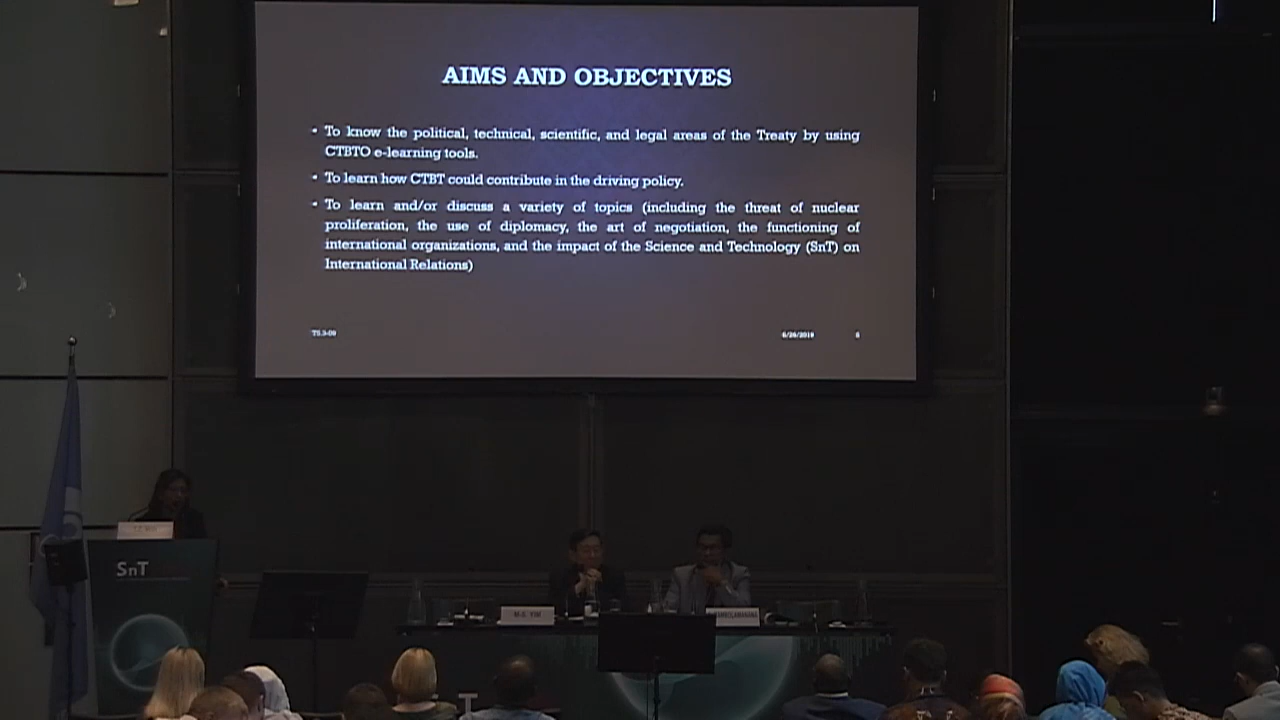 AIMS AND OBJECTIVES
• To know the political, technical, scientific, and legal areas of the Treaty by using
CTBTO e-learning tools.
• To learn how CTBT could contribute in the driving policy.
• To learn and/or discuss a variety of topics (including the threat of nuclear
proliferation, the use of diplomacy, the art of negotiation, the functioning of
international organizations, and the impact of the Science and Technology (SnT) on
International Relations)
SnT